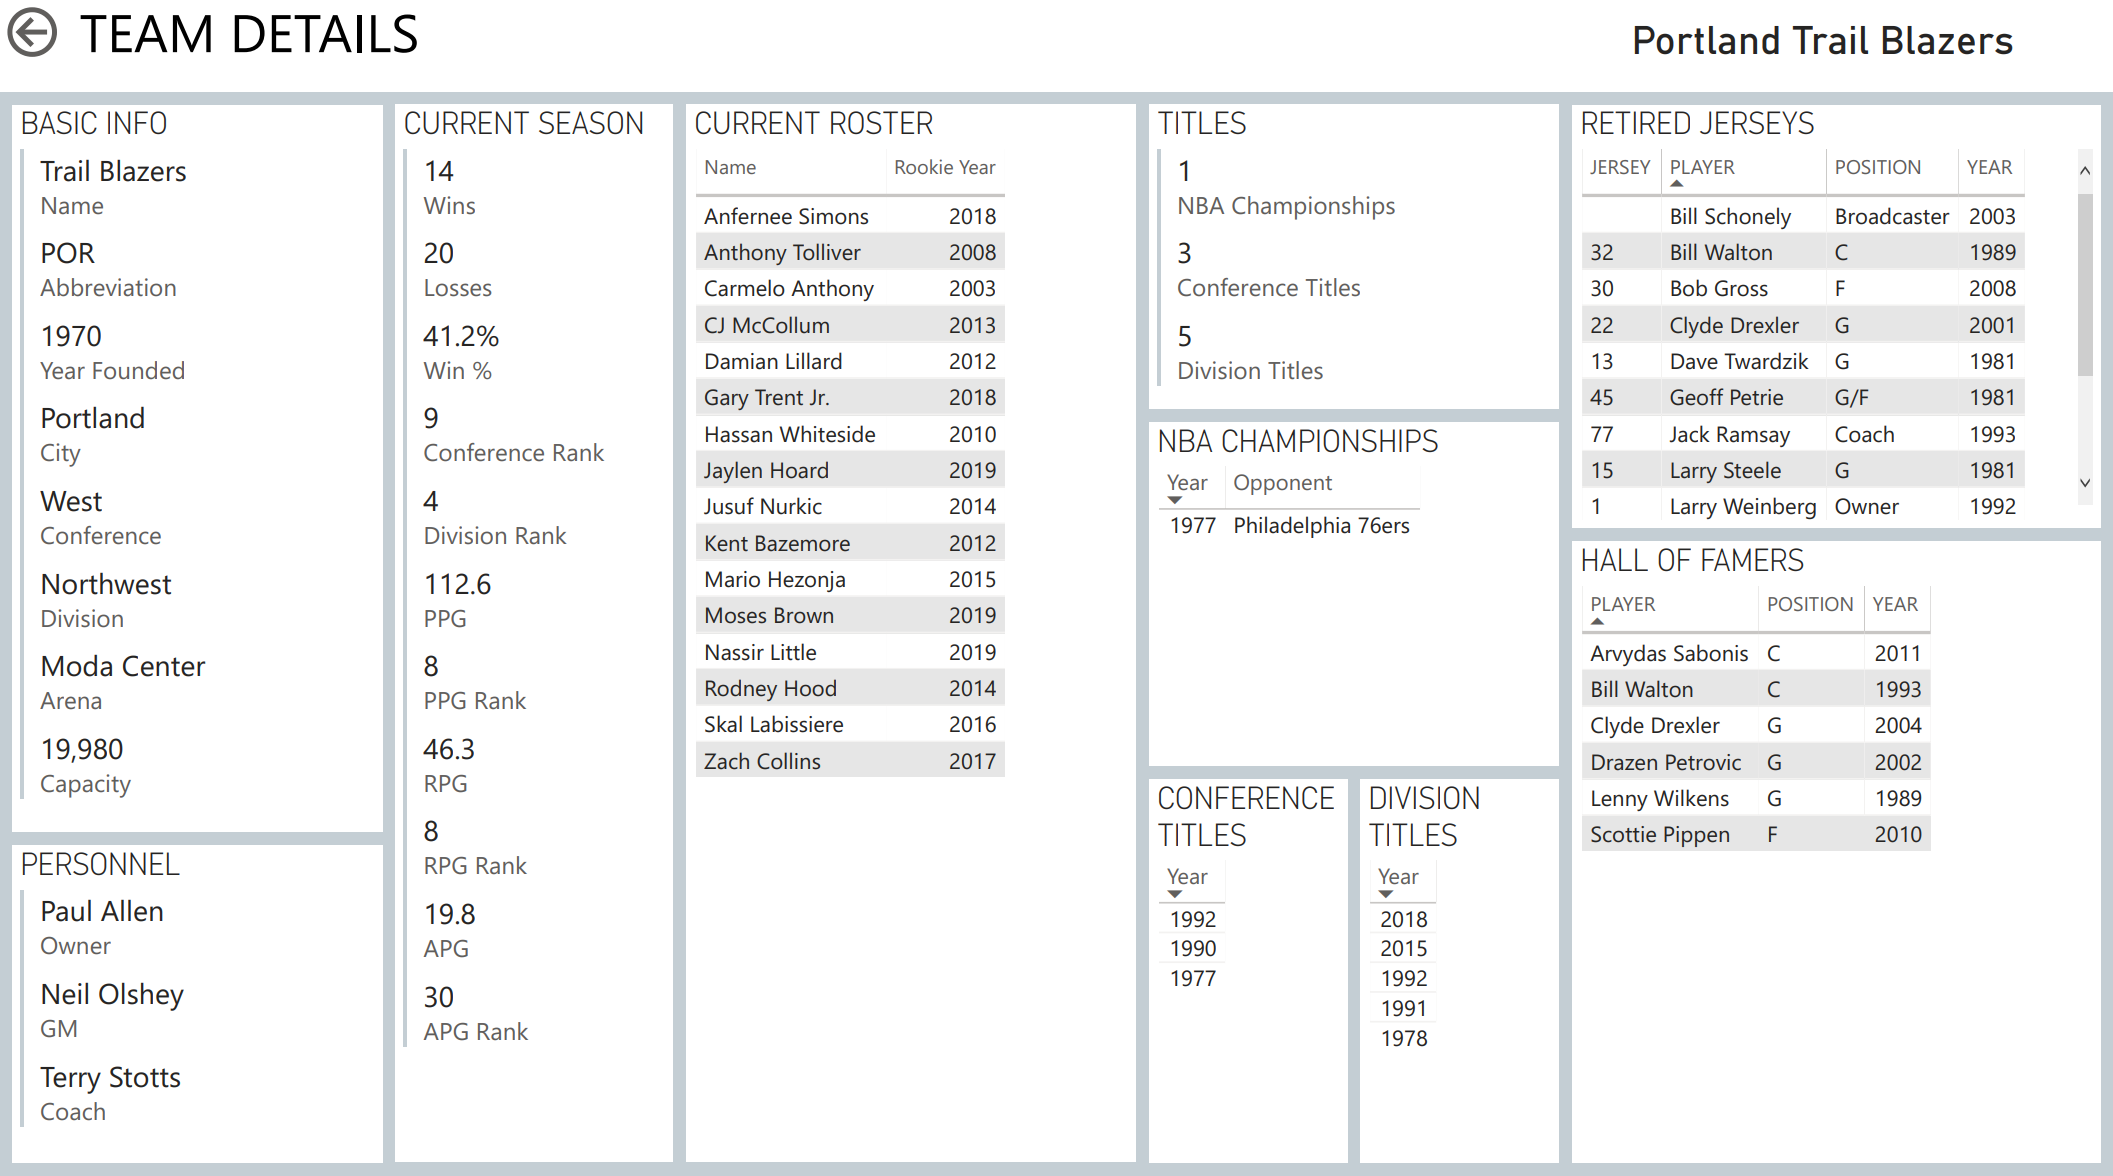 TEAM DETAILS
Portland Trail Blazers
BASIC INFO
Trail Blazers
Name
POR
Abbreviation
1970
Year Founded
Portland
City
West
Conference
Northwest
Division
Moda Center
Arena
19,980
Capacity
PERSONNEL
Paul Allen
Owner
Neil Olshey
GM
Terry Stotts
Coach
CURRENT SEASON
14
Wins
20
Losses
41.2%
Win %
9
Conference Rank
4
Division Rank
112.6
PPG
8
PPG Rank
46.3
RPG
8
RPG Rank
19.8
APG
30
APG Rank
CURRENT ROSTER
Name Rookie Year
Anfernee Simons 2018
Anthony Tolliver 2008
Carmelo Anthony 2003
CJ McCollum 2013
Damian Lillard 2012
Gary Trent Jr. 2018
Hassan Whiteside 2010
Jaylen Hoard 2019
Jusuf Nurkic 2014
Kent Bazemore 2012
Mario Hezonja 2015
Moses Brown 2019
Nassir Little 2019
Rodney Hood 2014
Skal Labissiere 2016
Zach Collins 2017
TITLES
1
NBA Championships
3
Conference Titles
5
Division Titles
NBA CHAMPIONSHIPS
Year Opponent
1977 Philadelphia 76ers
CONFERENCE
TITLES
Year
1992
1990
1977
DIVISION
TITLES
Year
2018
2015
1992
1991
1978
RETIRED JERSEYS
JERSEY PLAYER POSITION YEAR
Bill Schonely Broadcaster 2003
32 Bill Walton C 1989
30 Bob Gross F 2008
22 Clyde Drexler G 2001
13 Dave Twardzik G 1981
45 Geoff Petrie G/F 1981
77 Jack Ramsay Coach 1993
15 Larry Steele G 1981
1 Larry Weinberg Owner 1992
HALL OF FAMERS
PLAYER POSITION YEAR
Arvydas Sabonis C 2011
Bill Walton C 1993
Clyde Drexler G 2004
Drazen Petrovic G 2002
Lenny Wilkens G 1989
Scottie Pippen F 2010